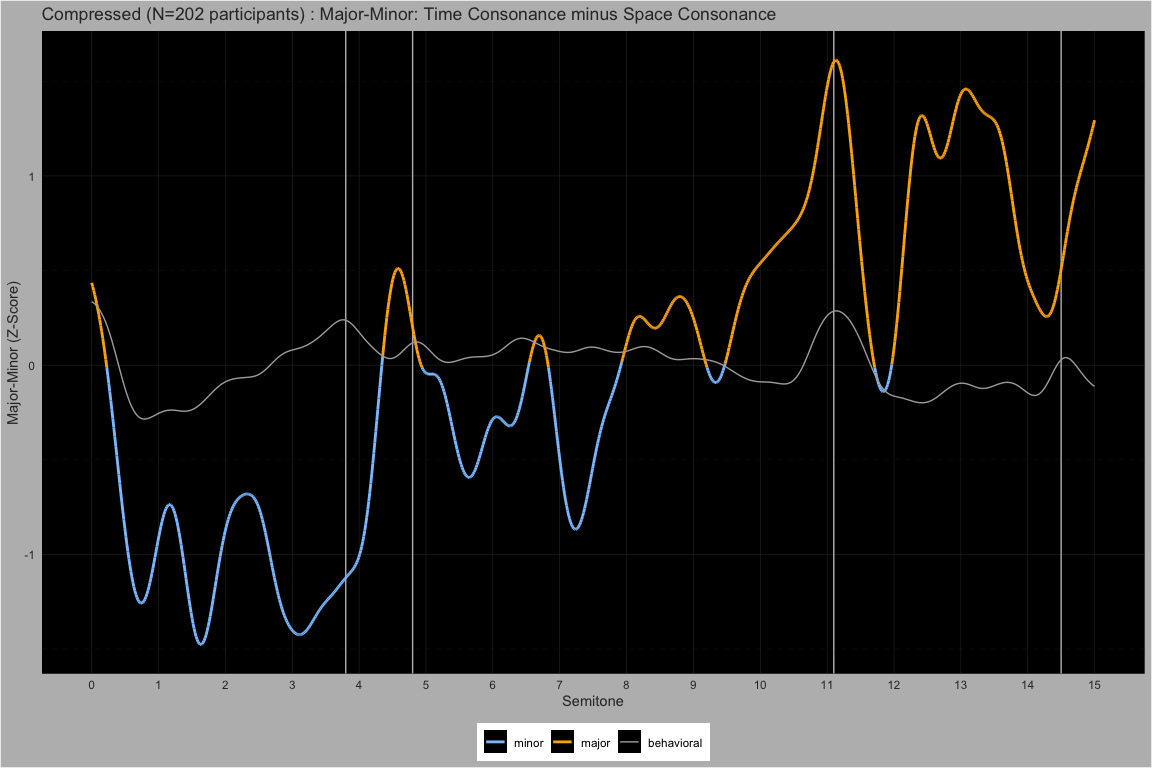 Compressed (N=202 participants) : Major-Minor: Time Consonance minus Space Consonance
Major-Minor (Z-Score)
1
0
-1
0 1 2 3 4 5 6 7 8 9 10 11 12 13 14 15
Semitone
minor major behavioral